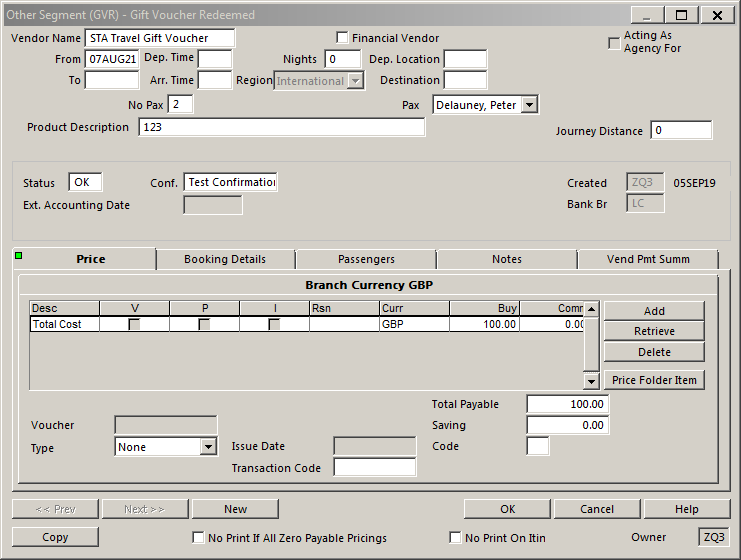 Other Segment (GVR) - Gift Voucher Redeemed
Vendor Name STA Travel Gift Voucher Financial Vendor Acting As Agency For
From 07AUG21 Dep. Time Nights 0 Dep. Location
To Arr. Time Region International Destination
No Pax 2 Pax Delauney, Peter
Product Description 123 Journey Distance 0
Status OK Conf. Test Confirmation Created ZQ3 05SEP19
Ext. Accounting Date Bank Br LC
Price Booking Details Passengers Notes Vend Pmt Summ
Branch Currency GBP
Desc V P I Rsn Curr Buy Comm
Total Cost GBP 100.00 0.00
Add
Retrieve
Delete
Price Folder Item
Total Payable 100.00
Voucher Saving 0.00
Type None Issue Date Code
Transaction Code
<< Prev Next >> New OK Cancel Help
Copy No Print If All Zero Payable Pricings No Print On Itin Owner ZQ3